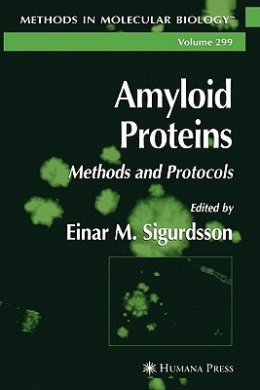 METHODS IN MOLECULAR BIOLOGY™
Volume 299
Amyloid
Proteins
Methods and Protocols
Edited by
Einar M. Sigurdsson
HUMANA PRESS